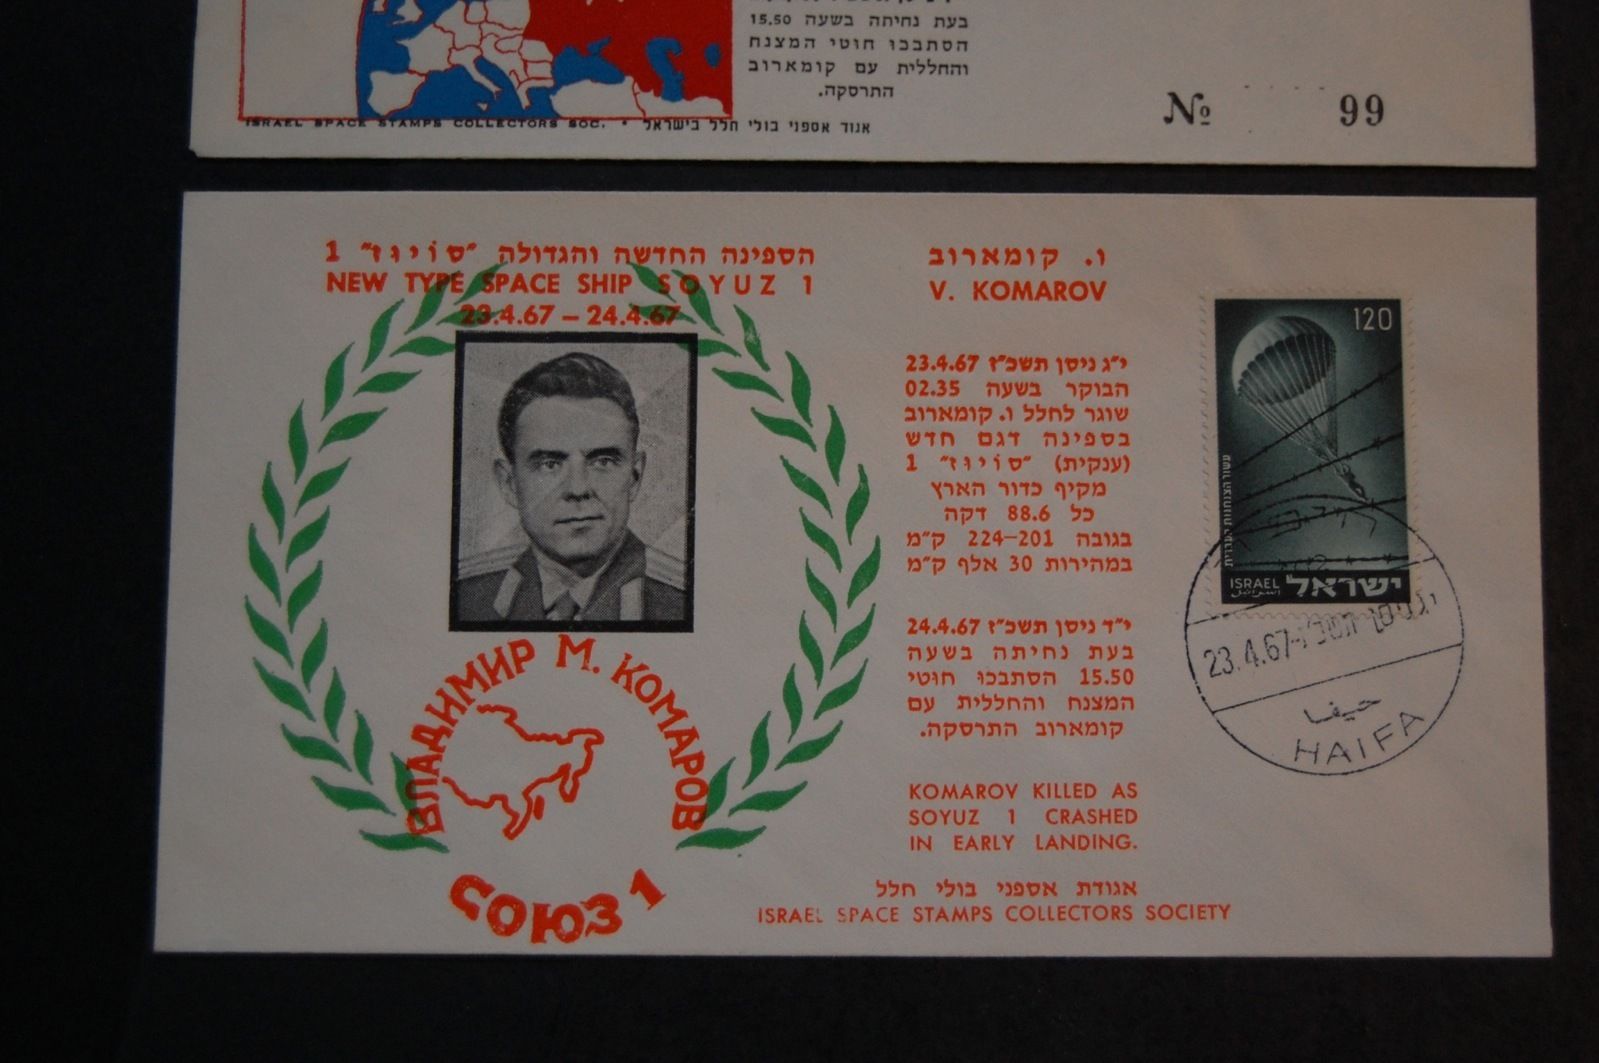 בעת נחיתה בשעה 15.50
הסתבכו חוטי המצנח
והחללית עם קומארוב
התרסקה.
ISRAEL SPACE STAMPS COLLECTORS SOC. • אגוד אספני בולי חלל בישראל
№ 99
הספינה החדשה והגדולה "סויוז" 1
NEW TYPE SPACE SHIP SOYUZ 1
23.4.67 – 24.4.67
ВЛАДИМИР М. КОМАРОВ
СОЮЗ 1
ו. קומארוב
V. KOMAROV
י"ג ניסן תשכ"ז 23.4.67
הבוקר בשעה 02.35
שוגר לחלל ו. קומארוב
בספינה דגם חדש
(ענקית) "סויוז" 1
מקיף כדור הארץ
כל 88.6 דקה
בגובה 224–201 ק"מ
במהירות 30 אלף ק"מ
י"ד ניסן תשכ"ז 24.4.67
בעת נחיתה בשעה
15.50 הסתבכו חוטי
המצנח והחללית עם
קומארוב התרסקה.
KOMAROV KILLED AS
SOYUZ 1 CRASHED
IN EARLY LANDING.
אגודת אספני בולי חלל
ISRAEL SPACE STAMPS COLLECTORS SOCIETY
120
ISRAEL ישראל
اسرائيل
23.4.67- יג ניסן תשכ"ז
حيفا
HAIFA